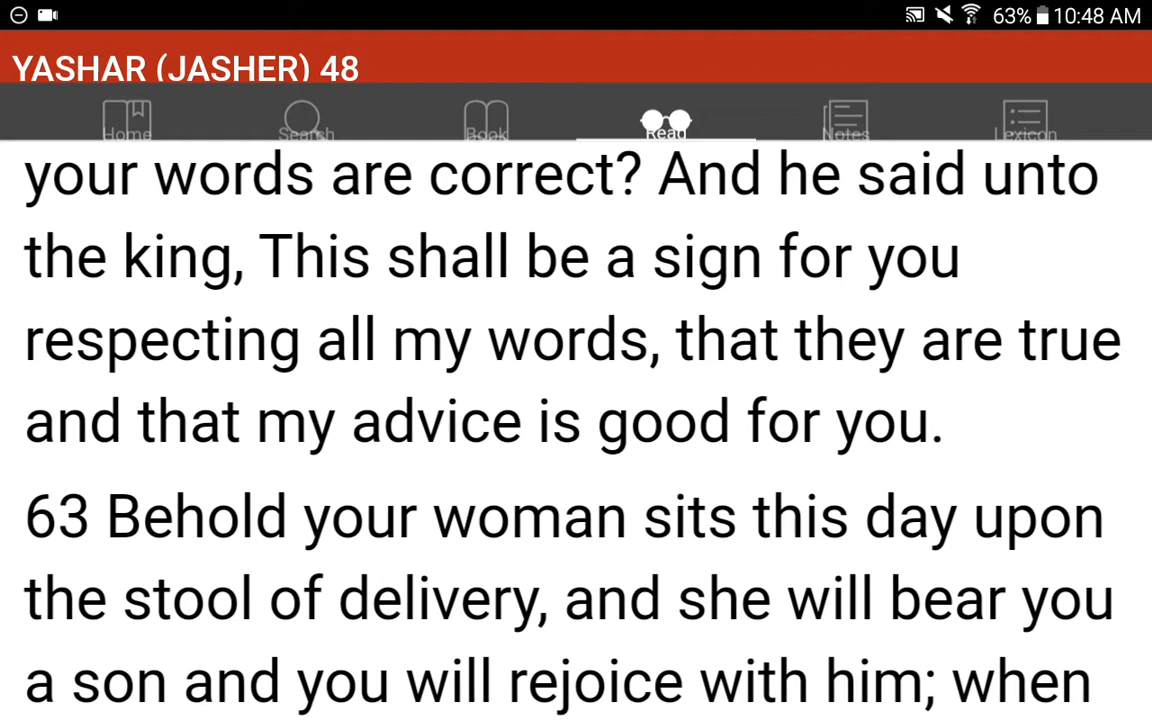 63% 10:48 AM
YASHAR (JASHER) 48
Home Search Book Read Notes Lexicon
your words are correct? And he said unto
the king, This shall be a sign for you
respecting all my words, that they are true
and that my advice is good for you.
63 Behold your woman sits this day upon
the stool of delivery, and she will bear you
a son and you will rejoice with him; when